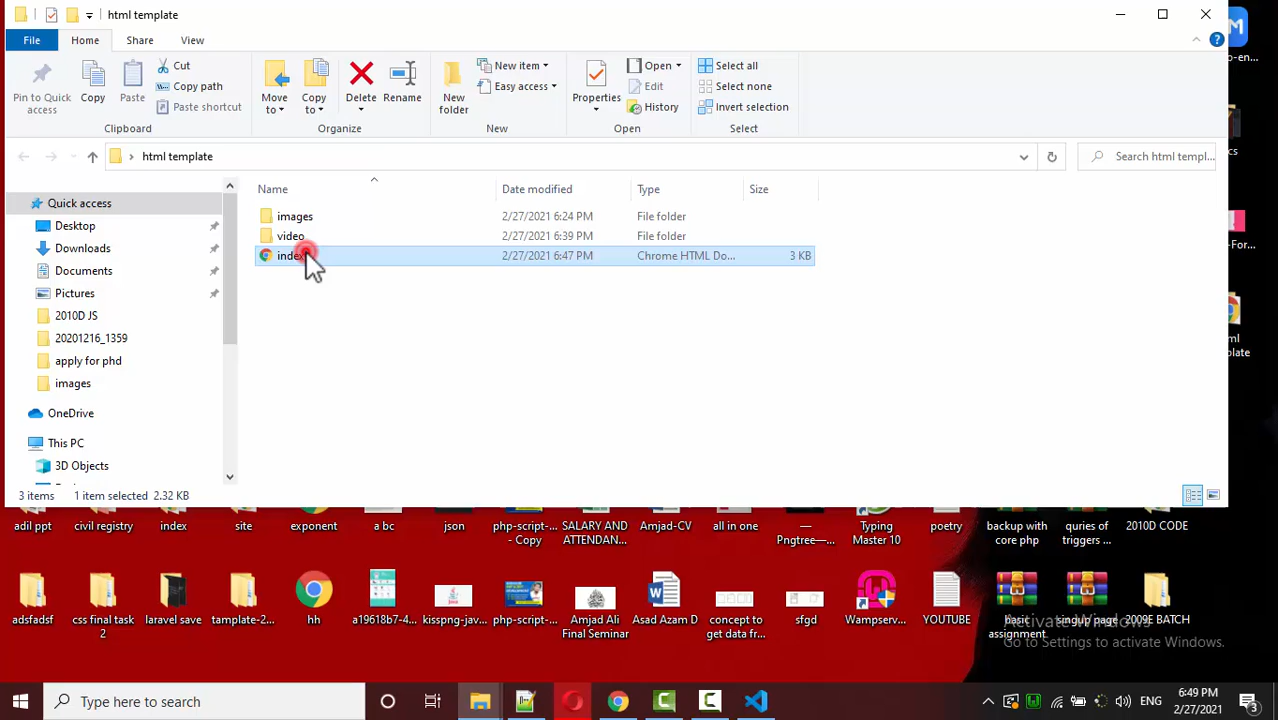 html template
File
Home
Share
View
Pin to Quick
access
Copy
Paste
Cut
Copy path
Paste shortcut
Clipboard
Move
to
Copy
to
Delete
Rename
Organize
New
folder
New item
Easy access
New
Properties
Open
Edit
History
Open
Select all
Select none
Invert selection
Select
html template
Search html templ...
Name
Date modified
Type
Size
images
2/27/2021 6:24 PM
File folder
video
2/27/2021 6:39 PM
File folder
index
2/27/2021 6:47 PM
Chrome HTML Do...
3 KB
Quick access
Desktop
Downloads
Documents
Pictures
2010D JS
20201216_1359
apply for phd
images
OneDrive
This PC
3D Objects
3 items
1 item selected
2.32 KB
adil ppt
civil registry
index
site
exponent
a bc
json
php-script-...
- Copy
SALARY AND
ATTENDAN...
Amjad-CV
all in one
—
Pngtree—...
Typing
Master 10
poetry
backup with
core php
quries of
triggers ...
2010D CODE
adsfadsf
css final task
2
laravel save
tamplate-2...
hh
a19618b7-4...
kisspng-jav...
php-script-...
Amjad Ali
Final Seminar
Asad Azam D
concept to
get data fr...
sfgd
Wampserv...
YOUTUBE
basic
assignment
singup page
2009E BATCH
Activate Windows
Go to Settings to activate Windows.
Type here to search
ENG
6:49 PM
2/27/2021
3